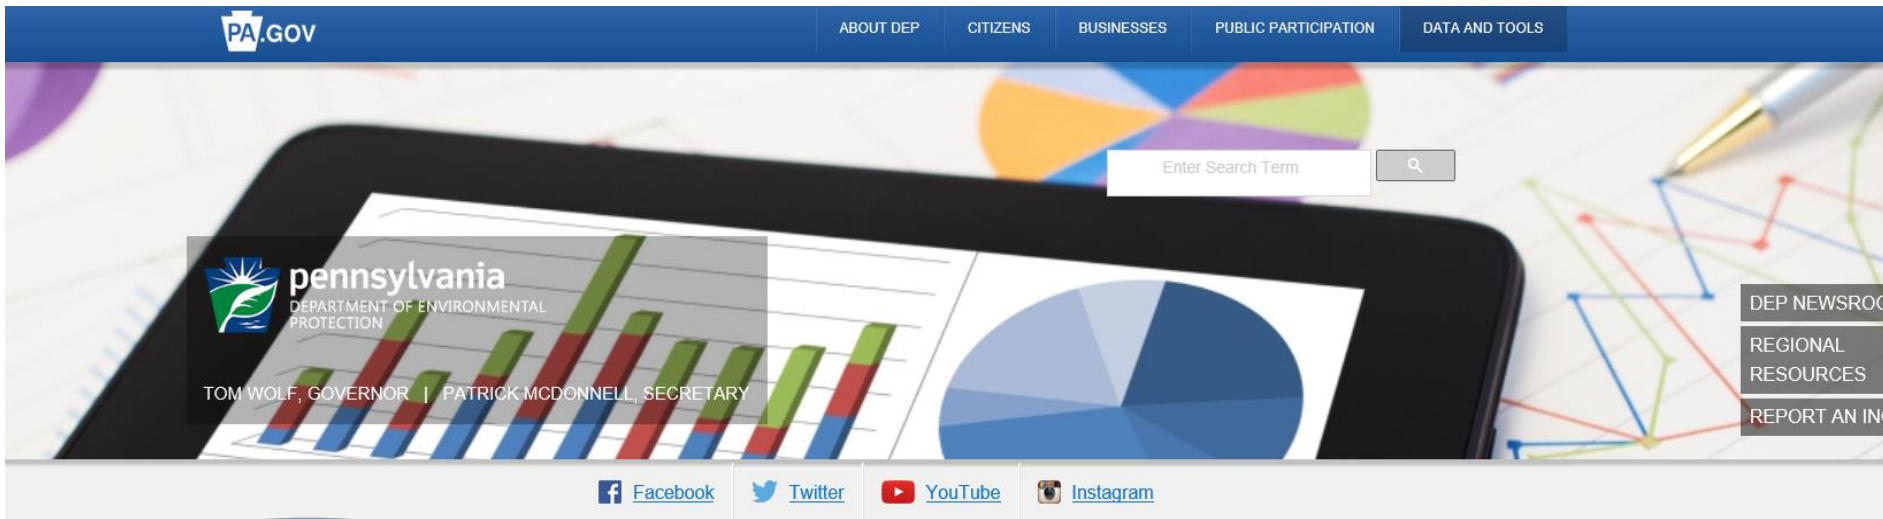 PA.GOV
ABOUT DEP
CITIZENS
BUSINESSES
PUBLIC PARTICIPATION
DATA AND TOOLS
Enter Search Term
pennsylvania
DEPARTMENT OF ENVIRONMENTAL
PROTECTION
TOM WOLF, GOVERNOR | PATRICK MCDONNELL, SECRETARY
DEP NEWSROO
REGIONAL
RESOURCES
REPORT AN IN
Facebook
Twitter
YouTube
Instagram